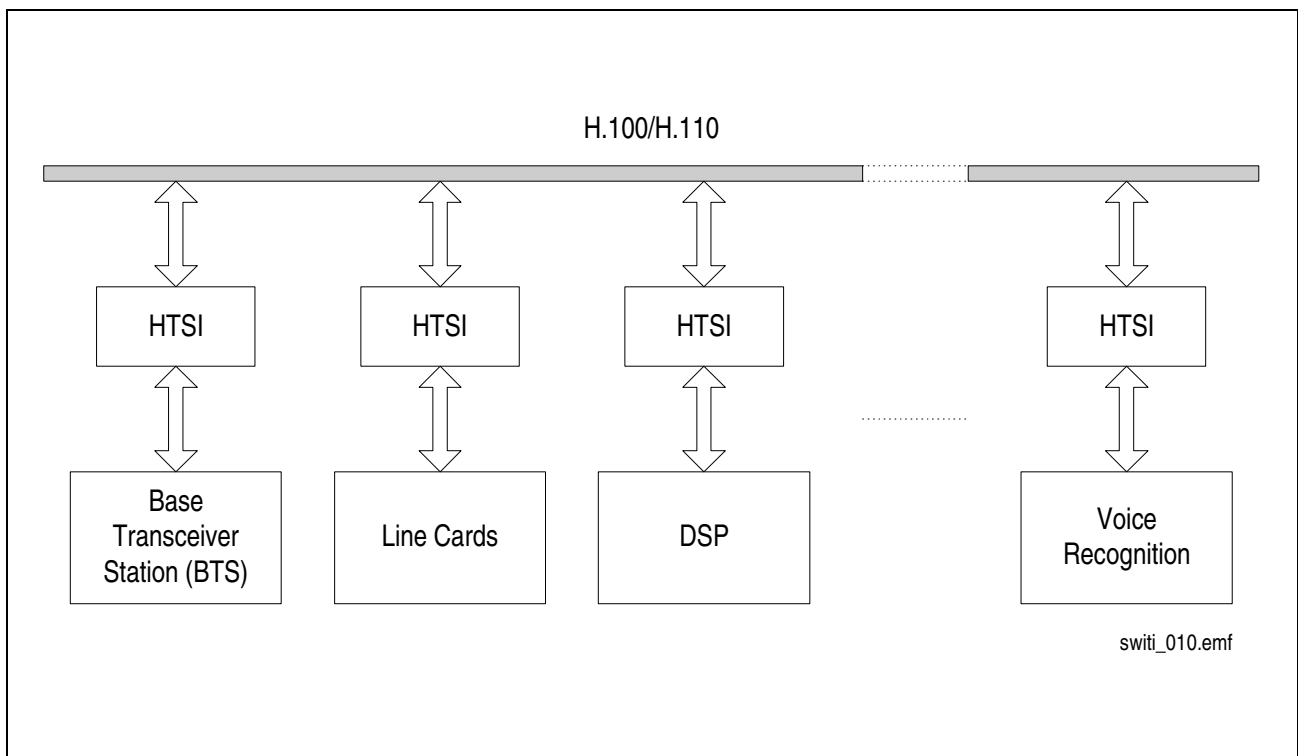 H.100/H.110
HTSI
HTSI
HTSI
HTSI
Base
Transceiver
Station (BTS)
Line Cards
DSP
Voice
Recognition
switi_010.emf